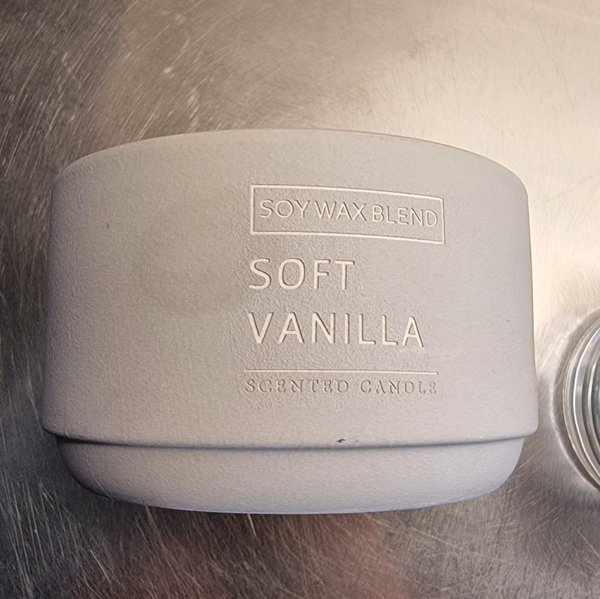 SOY WAX BLEND
SOFT
VANILLA
SCENTED CANDLE